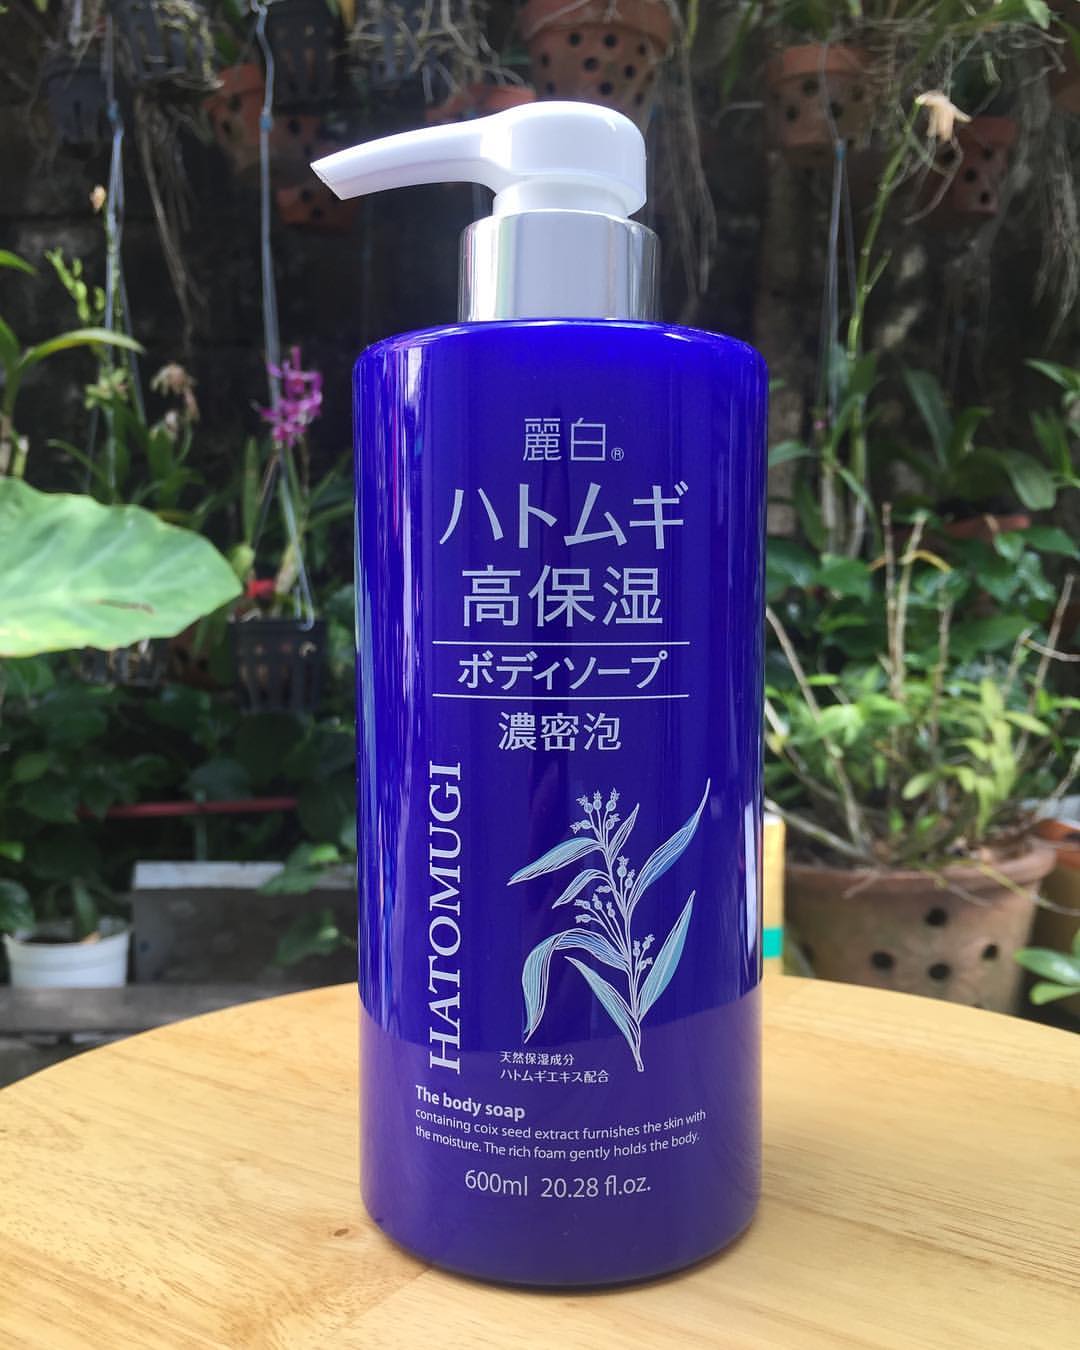 麗白®
ハトムギ
高保湿
ボディソープ
濃密泡
HATOMUGI
天然保湿成分
ハトムギエキス配合
The body soap
containing coix seed extract furnishes the skin with
the moisture. The rich foam gently holds the body.
600ml 20.28 fl.oz.